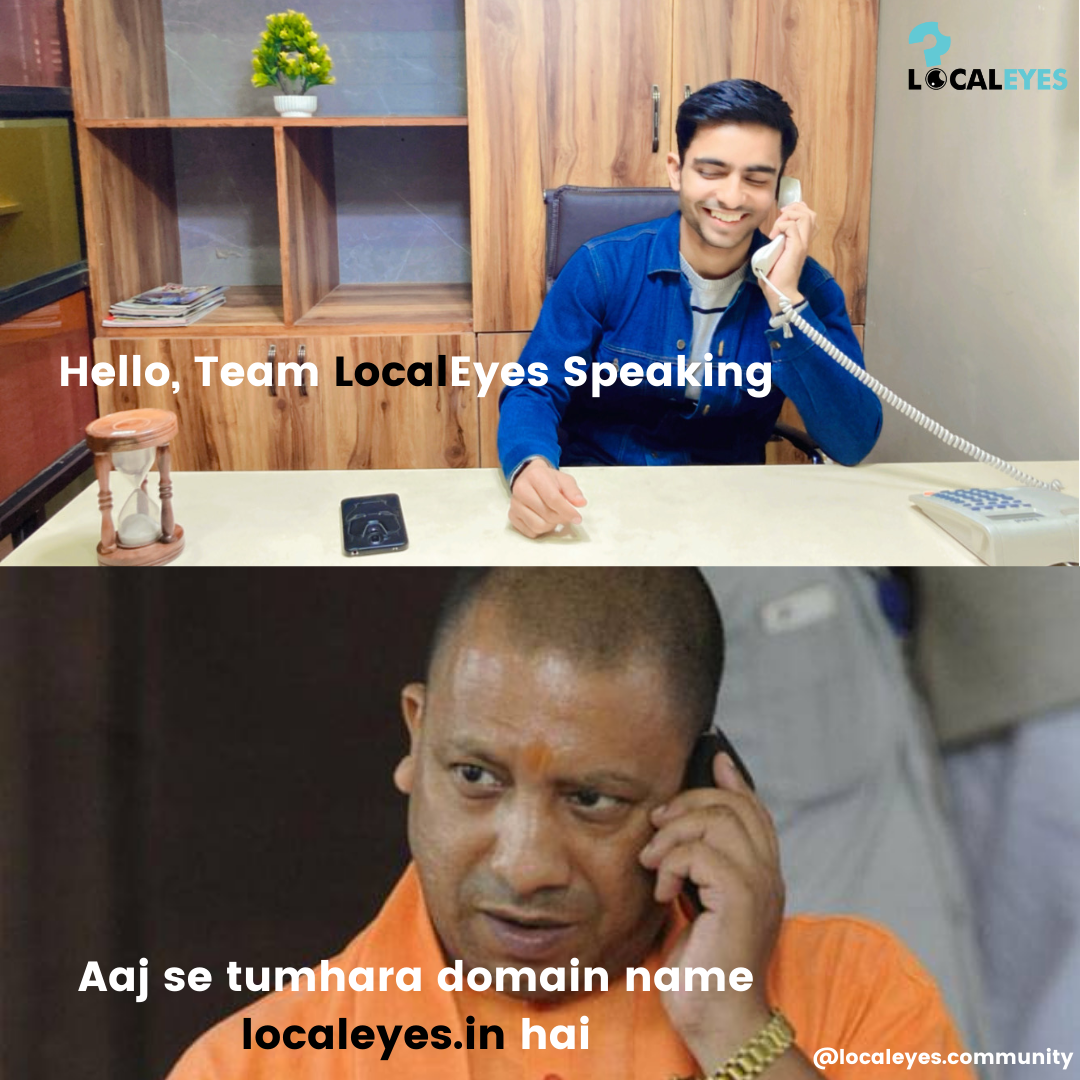 LOCALEYES
Hello, Team LocalEyes Speaking
Aaj se tumhara domain name
localeyes.in hai
@localeyes.community